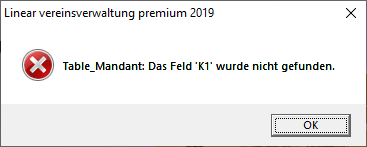 Linear vereinsverwaltung premium 2019
Table_Mandant: Das Feld 'K1' wurde nicht gefunden.
OK